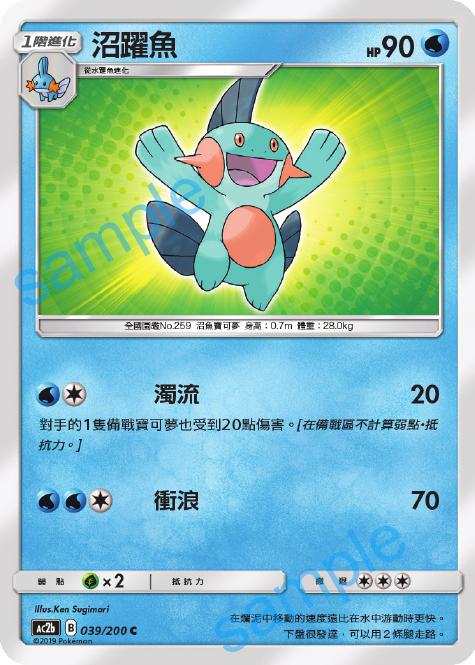 1階進化
沼躍魚
HP 90
從水躍魚進化
sample
全國圖鑑No.259 沼魚寶可夢 身高：0.7m 體重：28.0kg
濁流 20
對手的1隻備戰寶可夢也受到20點傷害。[在備戰區不計算弱點・抵
抗力。]
衝浪 70
弱點 ×2 抵抗力 撤退
sample
illus.Ken Sugimori
AC2b B 039/200 C
©2019 Pokémon
在爛泥中移動的速度遠比在水中游動時更快。
下盤很發達，可以用２條腿走路。